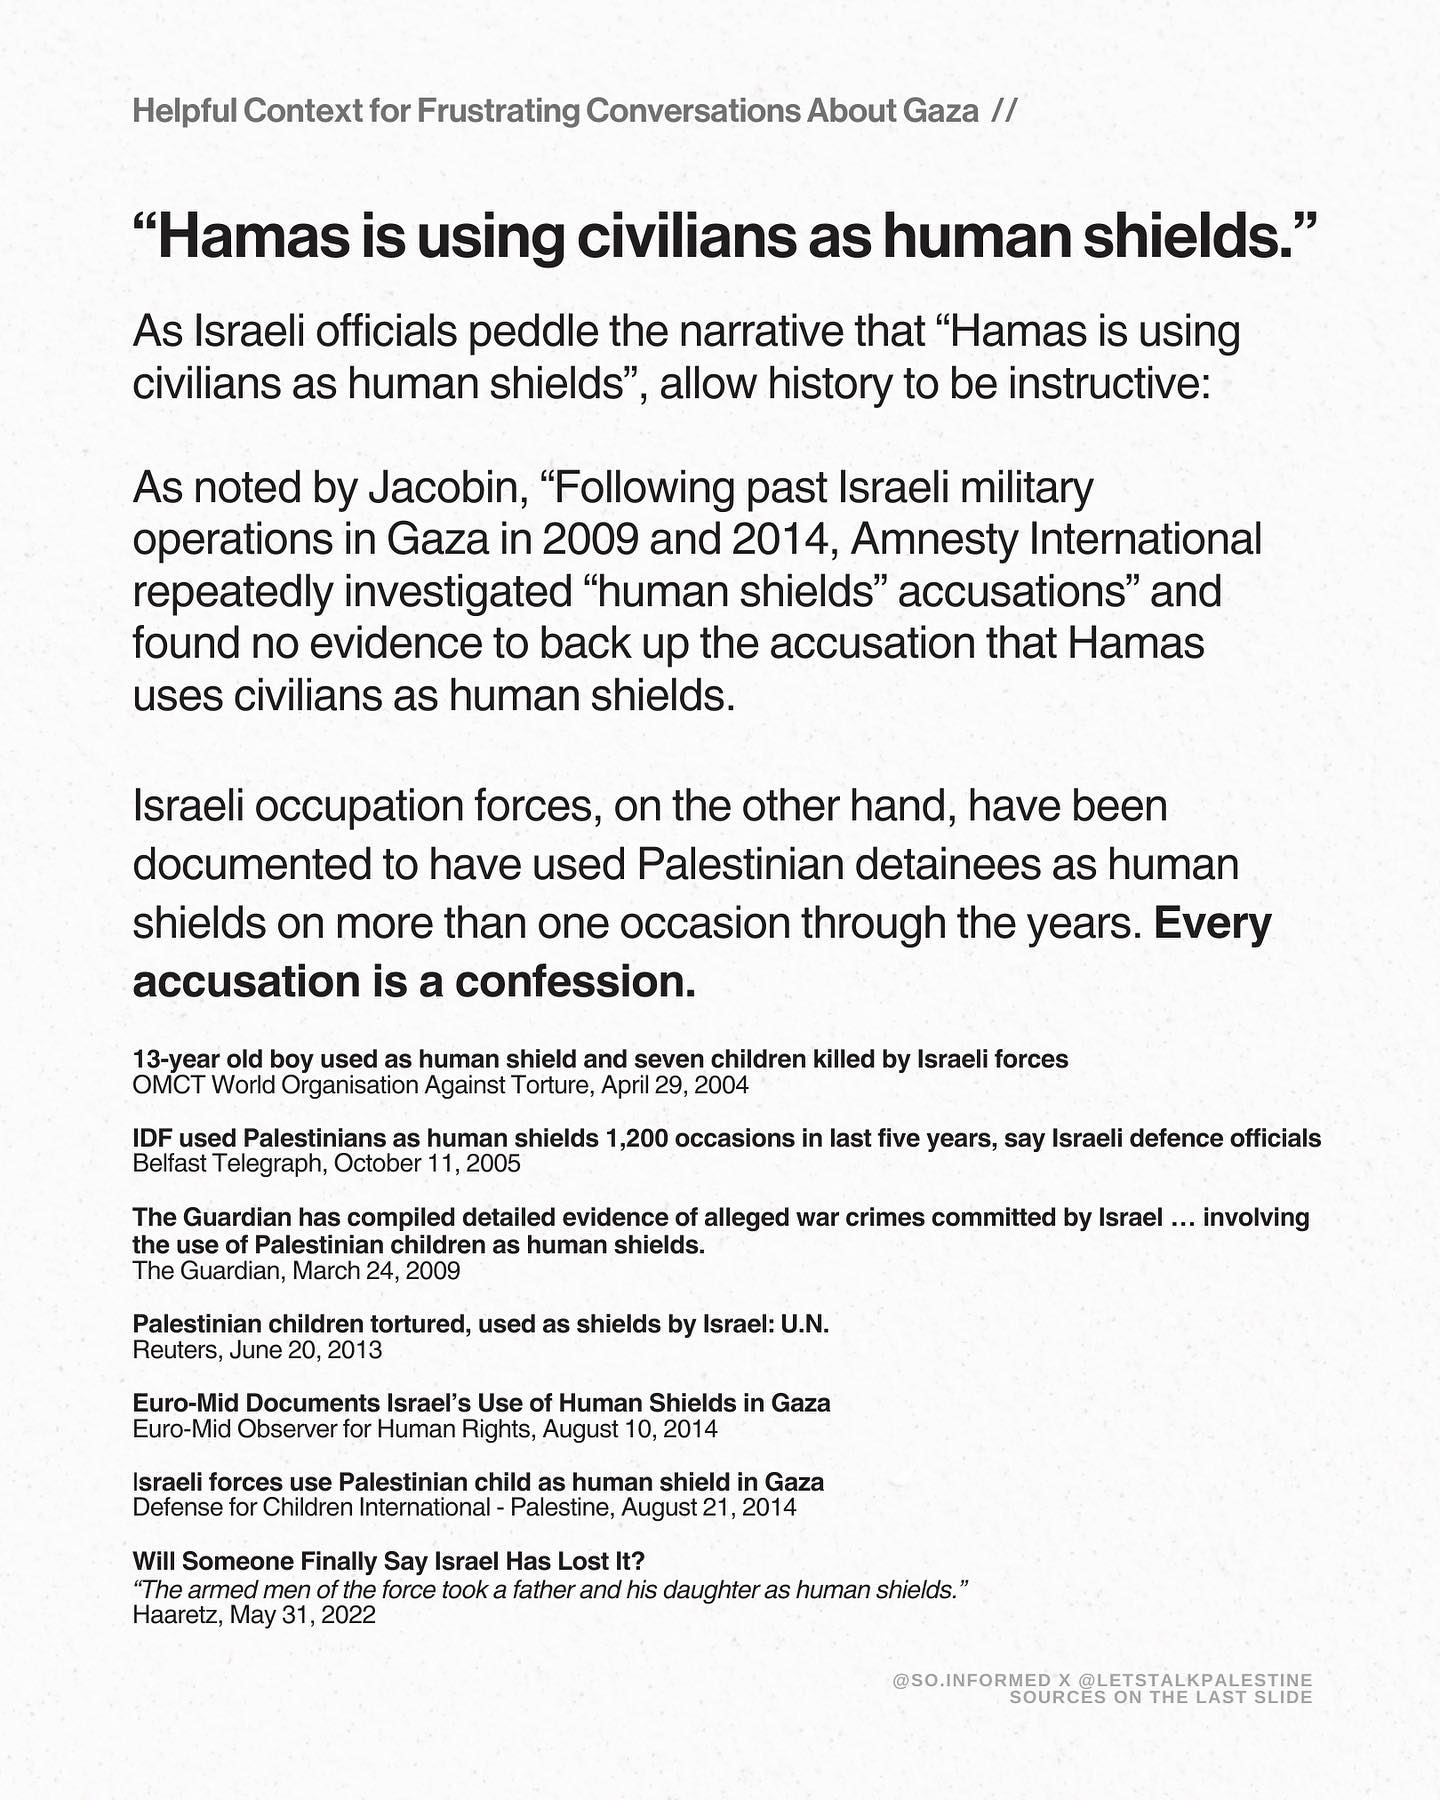 Helpful Context for Frustrating Conversations About Gaza //
“Hamas is using civilians as human shields.”
As Israeli officials peddle the narrative that “Hamas is using
civilians as human shields”, allow history to be instructive:
As noted by Jacobin, “Following past Israeli military
operations in Gaza in 2009 and 2014, Amnesty International
repeatedly investigated “human shields” accusations” and
found no evidence to back up the accusation that Hamas
uses civilians as human shields.
Israeli occupation forces, on the other hand, have been
documented to have used Palestinian detainees as human
shields on more than one occasion through the years. Every
accusation is a confession.
13-year old boy used as human shield and seven children killed by Israeli forces
OMCT World Organisation Against Torture, April 29, 2004
IDF used Palestinians as human shields 1,200 occasions in last five years, say Israeli defence officials
Belfast Telegraph, October 11, 2005
The Guardian has compiled detailed evidence of alleged war crimes committed by Israel … involving
the use of Palestinian children as human shields.
The Guardian, March 24, 2009
Palestinian children tortured, used as shields by Israel: U.N.
Reuters, June 20, 2013
Euro-Mid Documents Israel’s Use of Human Shields in Gaza
Euro-Mid Observer for Human Rights, August 10, 2014
Israeli forces use Palestinian child as human shield in Gaza
Defense for Children International - Palestine, August 21, 2014
Will Someone Finally Say Israel Has Lost It?
“The armed men of the force took a father and his daughter as human shields.”
Haaretz, May 31, 2022
@SO.INFORMED X @LETSTALKPALESTINE
SOURCES ON THE LAST SLIDE